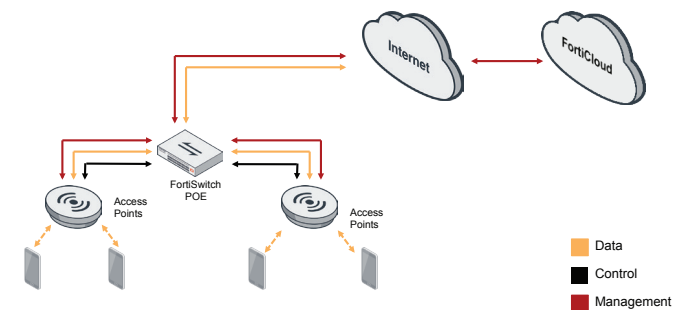 Internet
FortiCloud
FortiSwitch
POE
Access
Points
Access
Points
Data
Control
Management